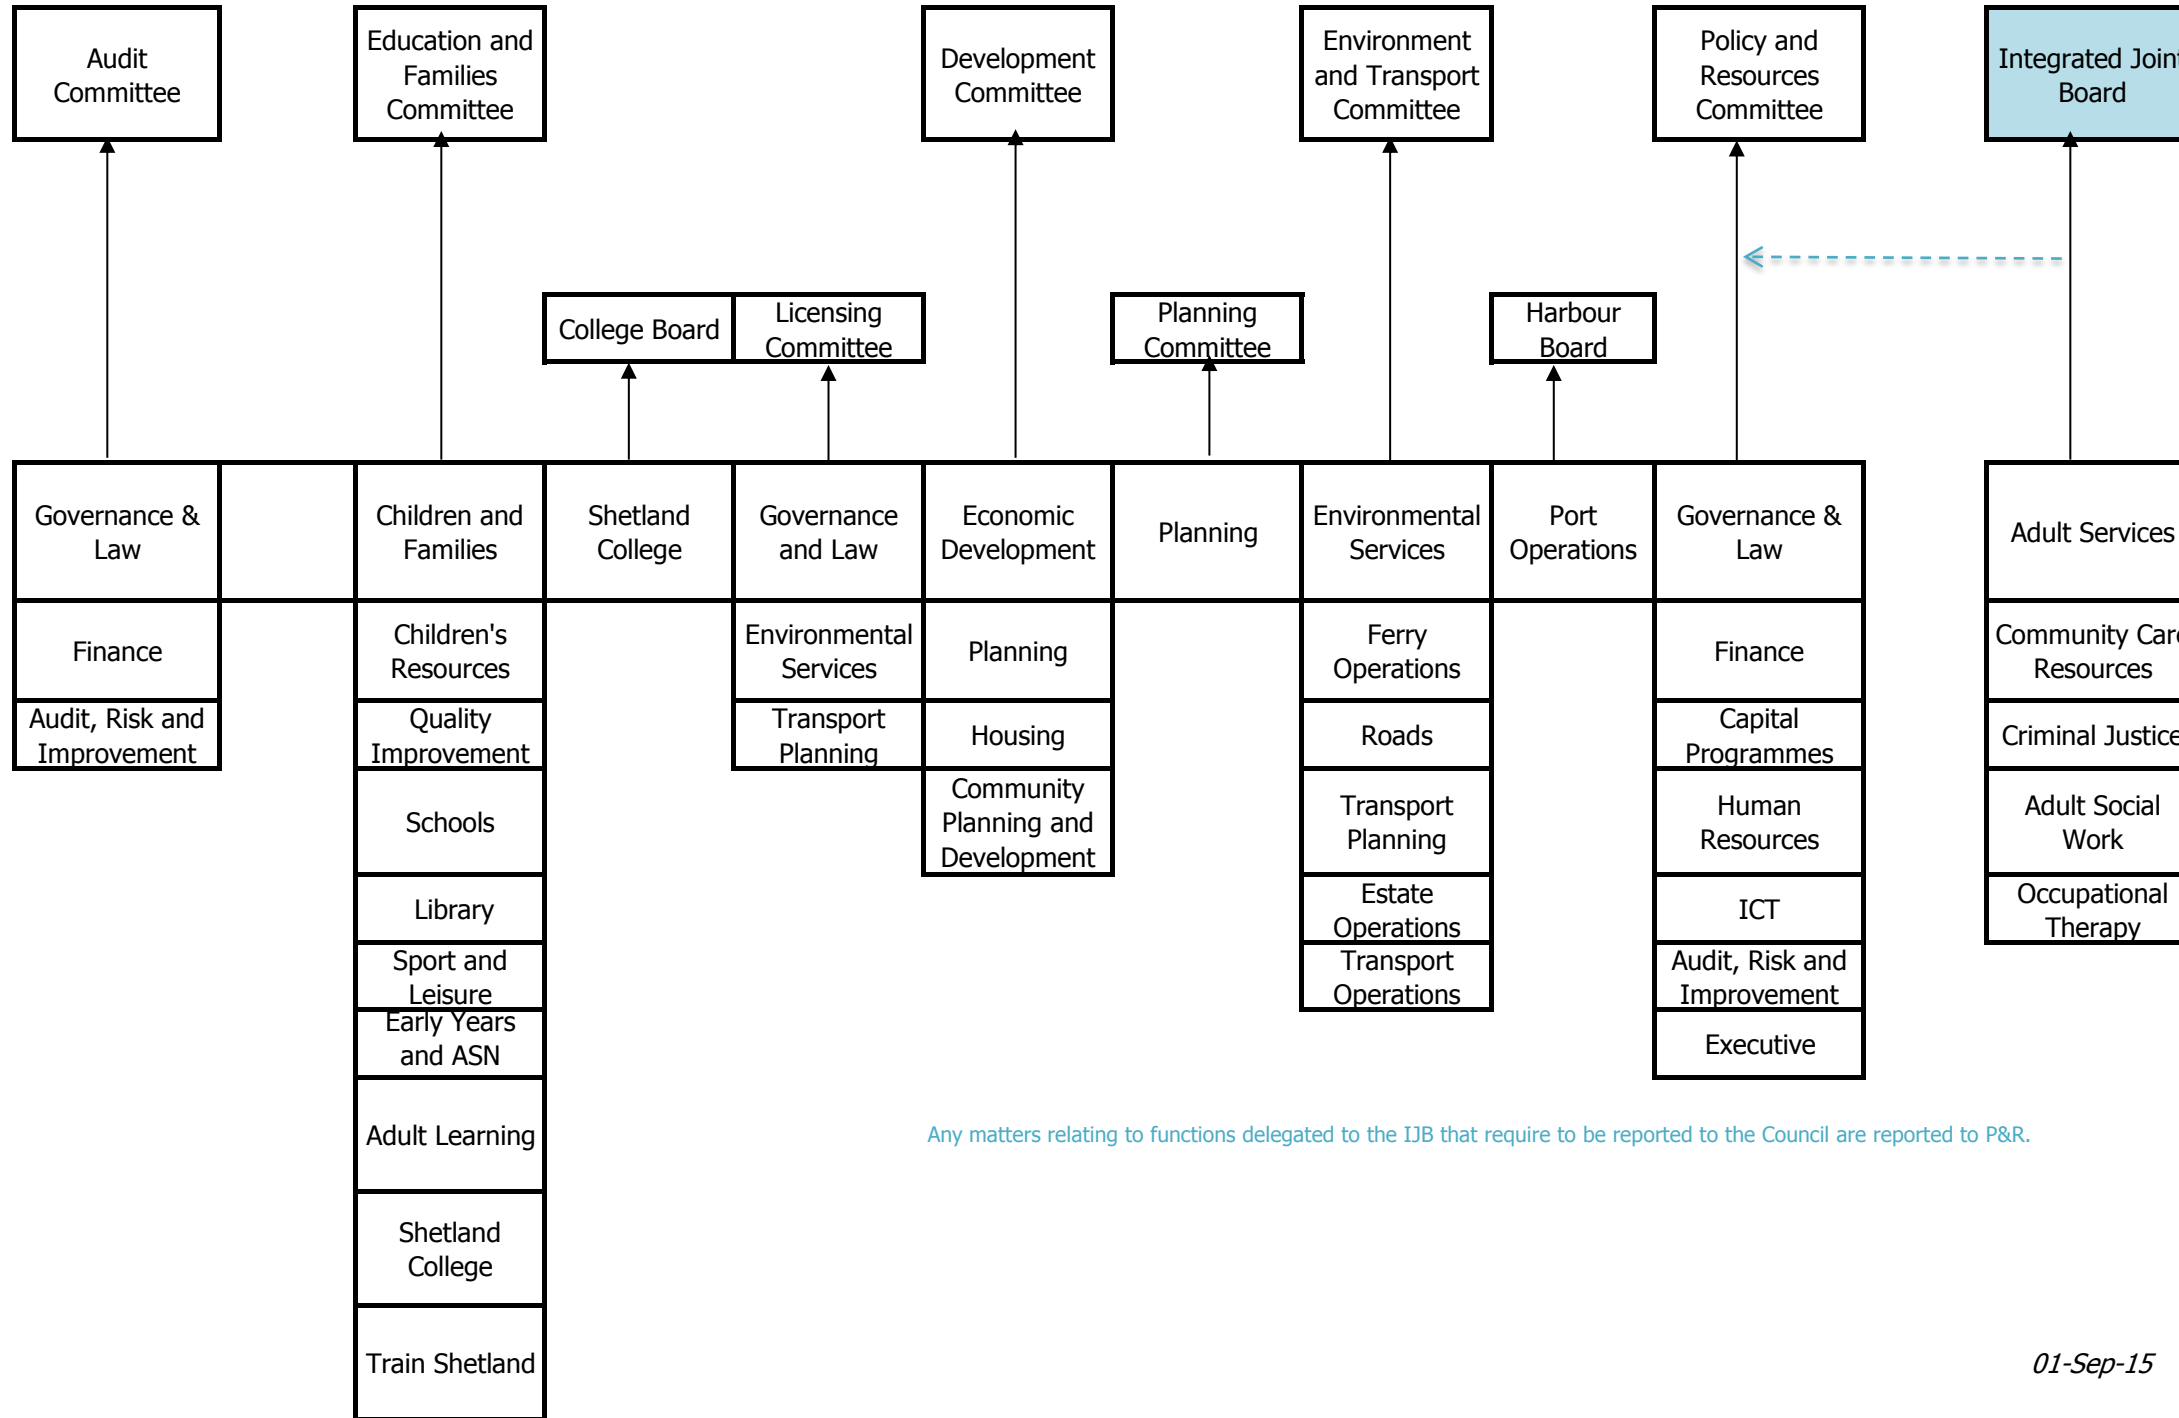 Audit
Committee
Education and
Families
Committee
Development
Committee
Environment
and Transport
Committee
Policy and
Resources
Committee
Integrated Joint
Board
College Board
Licensing
Committee
Planning
Committee
Harbour
Board
Governance &
Law
Children and
Families
Shetland
College
Governance
and Law
Economic
Development
Planning
Environmental
Services
Port
Operations
Governance &
Law
Adult Services
Finance
Children's
Resources
Environmental
Services
Planning
Ferry
Operations
Finance
Community Care
Resources
Audit, Risk and
Improvement
Quality
Improvement
Transport
Planning
Housing
Roads
Capital
Programmes
Criminal Justice
Schools
Community
Planning and
Development
Transport
Planning
Human
Resources
Adult Social
Work
Library
Estate
Operations
ICT
Occupational
Therapy
Sport and
Leisure
Transport
Operations
Audit, Risk and
Improvement
Early Years
and ASN
Executive
Adult Learning
Any matters relating to functions delegated to the IJB that require to be reported to the Council are reported to P&R.
Shetland
College
Train Shetland
01-Sep-15